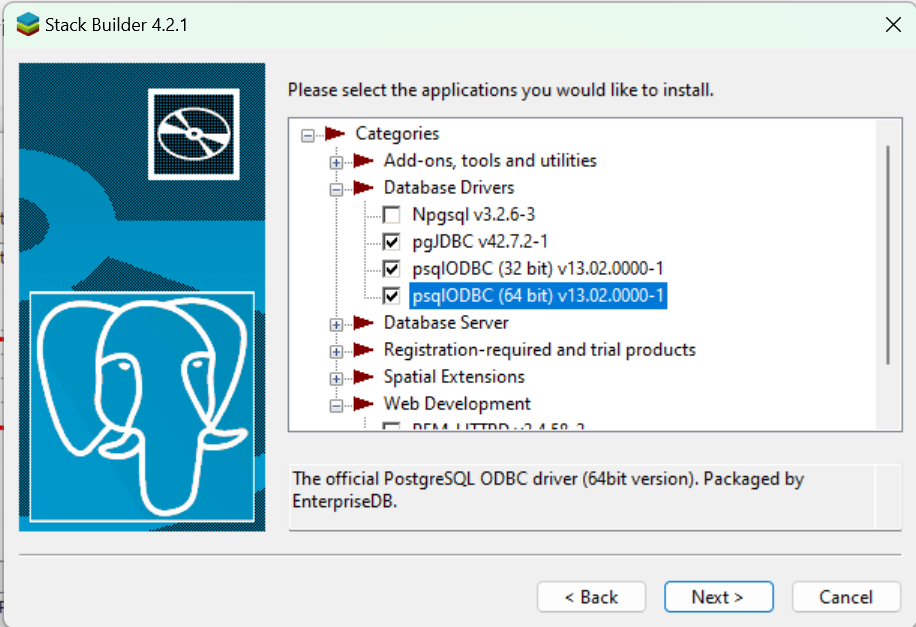 Stack Builder 4.2.1
Please select the applications you would like to install.
Categories
Add-ons, tools and utilities
Database Drivers
Npgsql v3.2.6-3
pgJDBC v42.7.2-1
psqlODBC (32 bit) v13.02.0000-1
psqlODBC (64 bit) v13.02.0000-1
Database Server
Registration-required and trial products
Spatial Extensions
Web Development
The official PostgreSQL ODBC driver (64bit version). Packaged by
EnterpriseDB.
< Back
Next >
Cancel